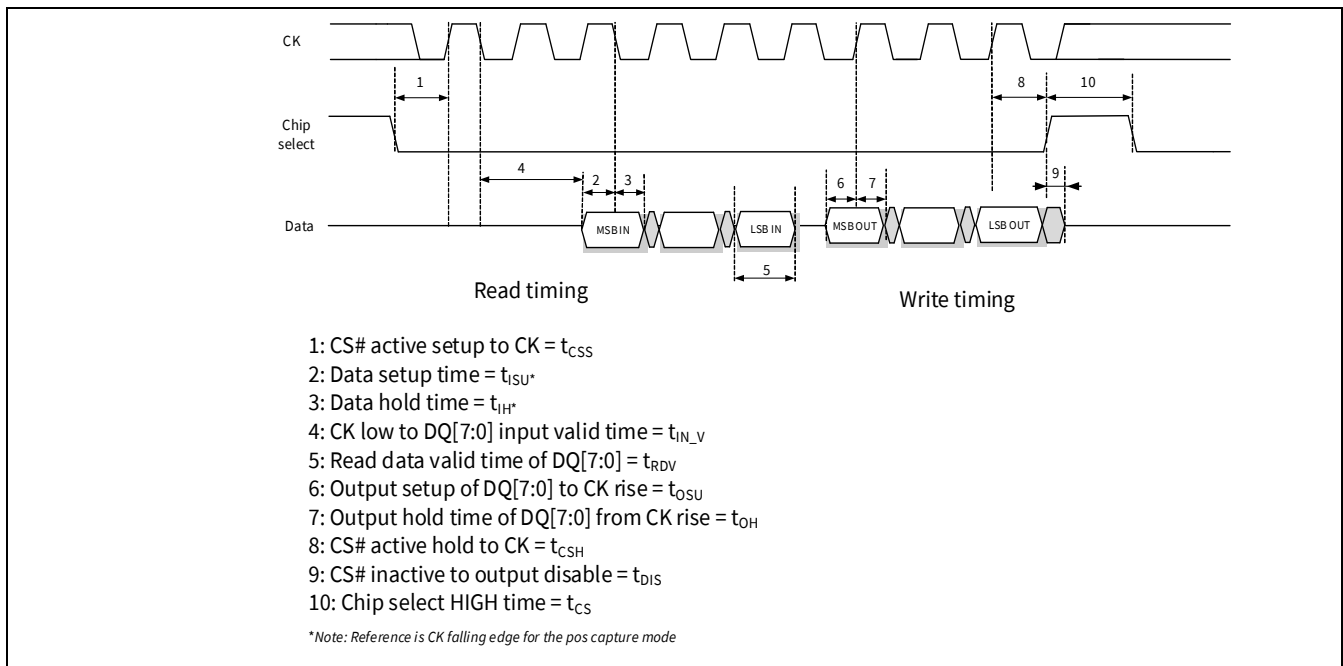 CK
1
8
10
Chip
select
4
2
3
9
6
7
Data
MSB IN
LSB IN
MSB OUT
LSB OUT
5
Read timing
Write timing
1: CS# active setup to CK = tCSS
2: Data setup time = tISU*
3: Data hold time = tIH*
4: CK low to DQ[7:0] input valid time = tIN_V
5: Read data valid time of DQ[7:0] = tRDV
6: Output setup of DQ[7:0] to CK rise = tOSU
7: Output hold time of DQ[7:0] from CK rise = tOH
8: CS# active hold to CK = tCSH
9: CS# inactive to output disable = tDIS
10: Chip select HIGH time = tCS
*Note: Reference is CK falling edge for the pos capture mode